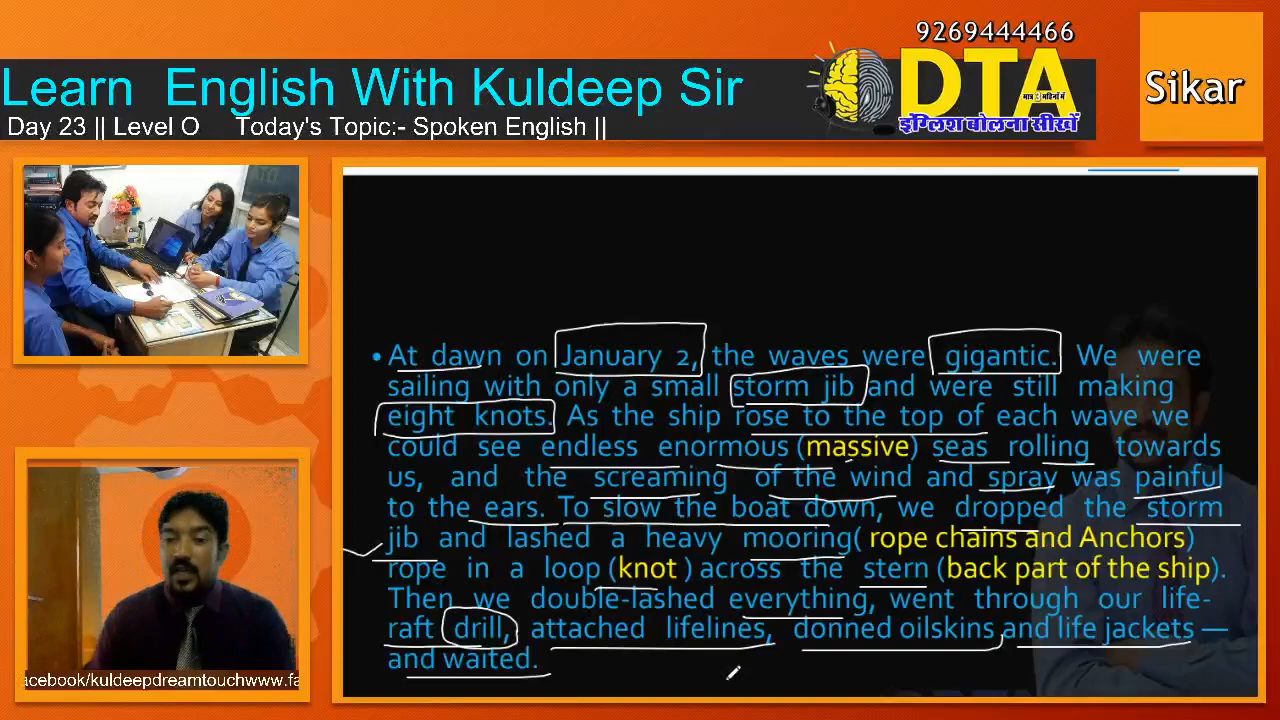 9269444466
Learn English With Kuldeep Sir
Day 23 || Level O Today's Topic:- Spoken English ||
DTA
मात्र 3 महिनों में
इंग्लिश बोलना सीखें
Sikar
• At dawn on January 2, the waves were gigantic. We were
sailing with only a small storm jib and were still making
eight knots. As the ship rose to the top of each wave we
could see endless enormous (massive) seas rolling towards
us, and the screaming of the wind and spray was painful
to the ears. To slow the boat down, we dropped the storm
jib and lashed a heavy mooring( rope chains and Anchors)
rope in a loop (knot ) across the stern (back part of the ship).
Then we double-lashed everything, went through our life-
raft drill, attached lifelines, donned oilskins and life jackets —
and waited.
acebook/kuldeepdreamtouchwww.fa